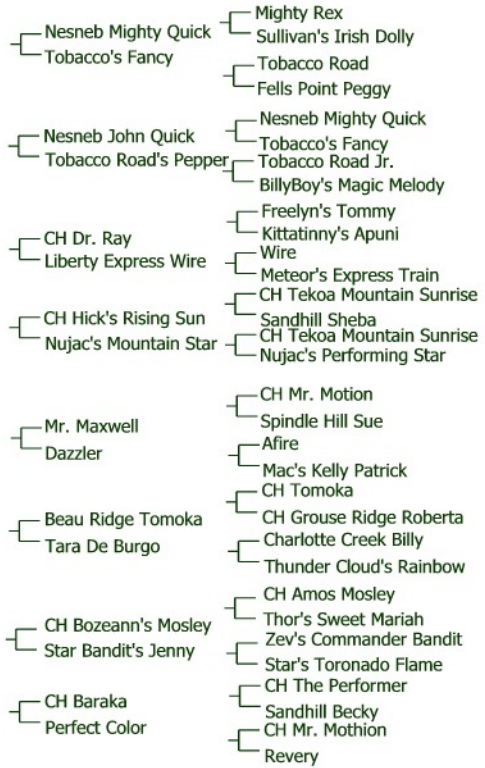 Nesneb Mighty Quick
Tobacco's Fancy
Mighty Rex
Sullivan's Irish Dolly
Tobacco Road
Fells Point Peggy
Nesneb John Quick
Tobacco Road's Pepper
Nesneb Mighty Quick
Tobacco's Fancy
Tobacco Road Jr.
BillyBoy's Magic Melody
CH Dr. Ray
Liberty Express Wire
Freelyn's Tommy
Kittatinny's Apuni
Wire
Meteor's Express Train
CH Hick's Rising Sun
Nujac's Mountain Star
CH Tekoa Mountain Sunrise
Sandhill Sheba
CH Tekoa Mountain Sunrise
Nujac's Performing Star
Mr. Maxwell
Dazzler
CH Mr. Motion
Spindle Hill Sue
Afire
Mac's Kelly Patrick
Beau Ridge Tomoka
Tara De Burgo
CH Tomoka
CH Grouse Ridge Roberta
Charlotte Creek Billy
Thunder Cloud's Rainbow
CH Bozeann's Mosley
Star Bandit's Jenny
CH Amos Mosley
Thor's Sweet Mariah
Zev's Commander Bandit
Star's Toronado Flame
CH Baraka
Perfect Color
CH The Performer
Sandhill Becky
CH Mr. Mothion
Revery